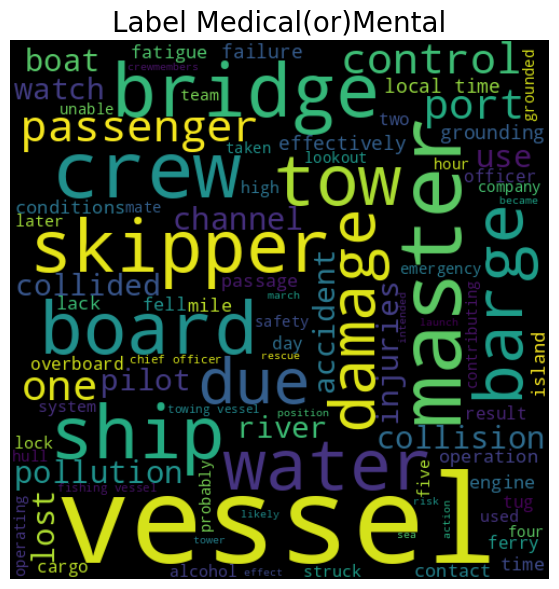 Label Medical(or)Mental
boat
fatigue
failure
control
grounded
crewmembers
bridge
watch
team
local time
port
unable
two
passenger
effectively
grounding
taken
lookout
hour
use
officer
crew
high
tow
master
company
conditions
mate
became
later
channel
skipper
damage
barge
collided
passage
accident
injuries
emergency
intended
contributing
lack
fell
mile
march
launch
board
safety
day
island
overboard
chief officer
rescue
one
pilot
due
system
towing vessel
position
result
ship
river
collision
lock
hull
pollution
fishing vessel
water
operation
probably
five
engine
vessel
risk
tug
lost
likely
sea
action
used
operating
tower
four
ferry
cargo
alcohol
effect
struck
contact
time